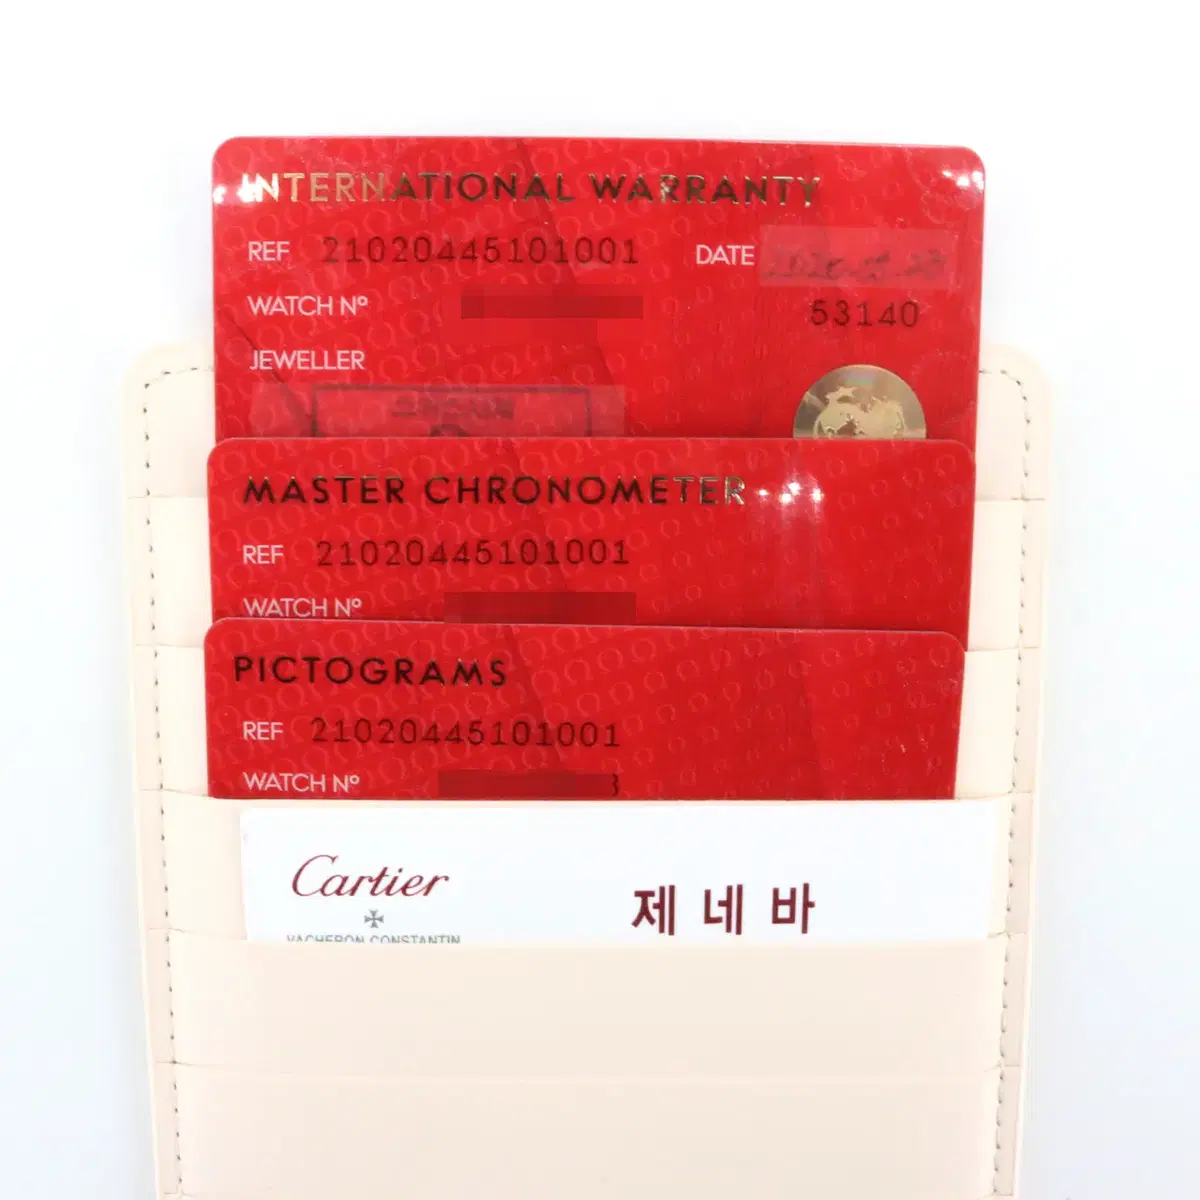 INTERNATIONAL WARRANTY
REF 21020445101001 DATE
WATCH Nº
53140
JEWELLER
MASTER CHRONOMETER
REF 21020445101001
WATCH Nº
PICTOGRAMS
REF 21020445101001
WATCH Nº
Cartier
제네바
VACHERON CONSTANTIN